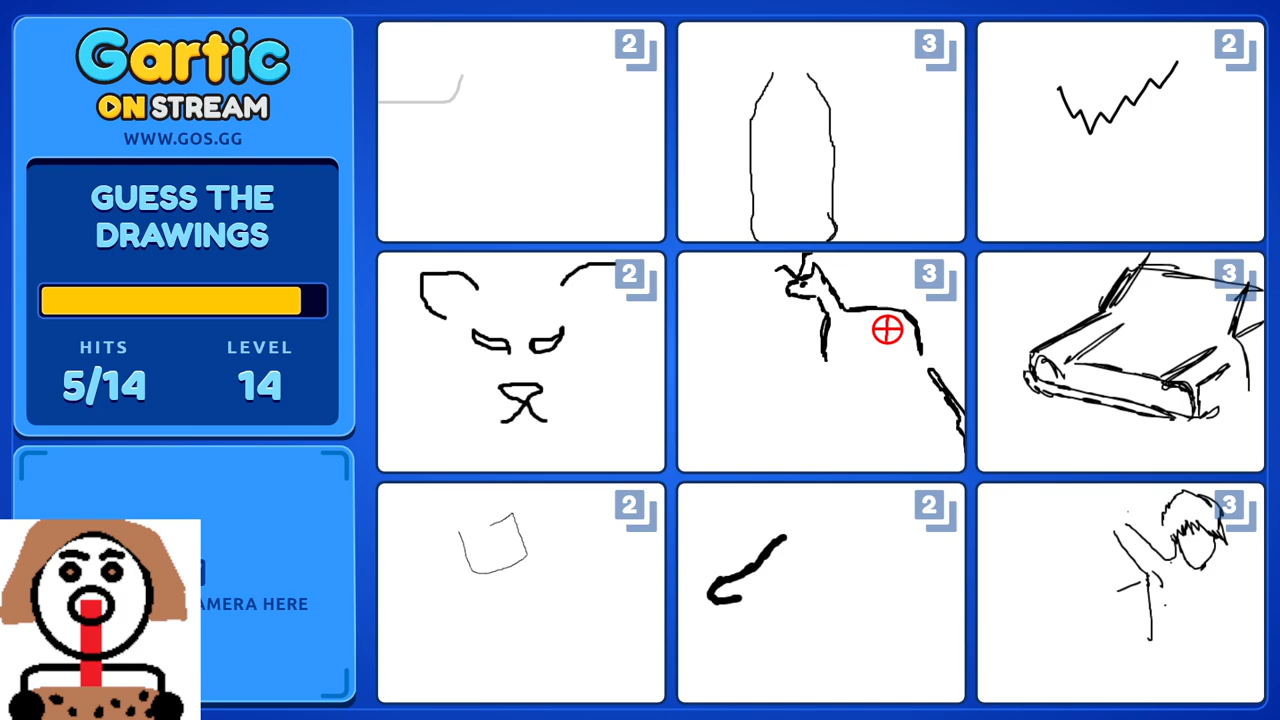 Gartic
ON STREAM
WWW.GOS.GG
GUESS THE
DRAWINGS
HITS
LEVEL
5/14
14
AMERA HERE
2
3
2
2
3
3
2
2
3